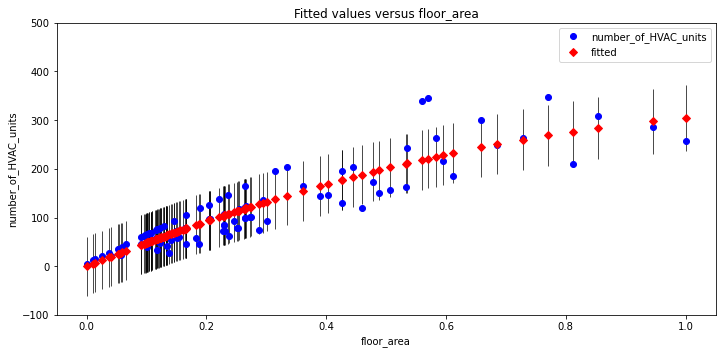 Fitted values versus floor_area
number_of_HVAC_units
fitted
number_of_HVAC_units
500
400
300
200
100
0
−100
0.0 0.2 0.4 0.6 0.8 1.0
floor_area